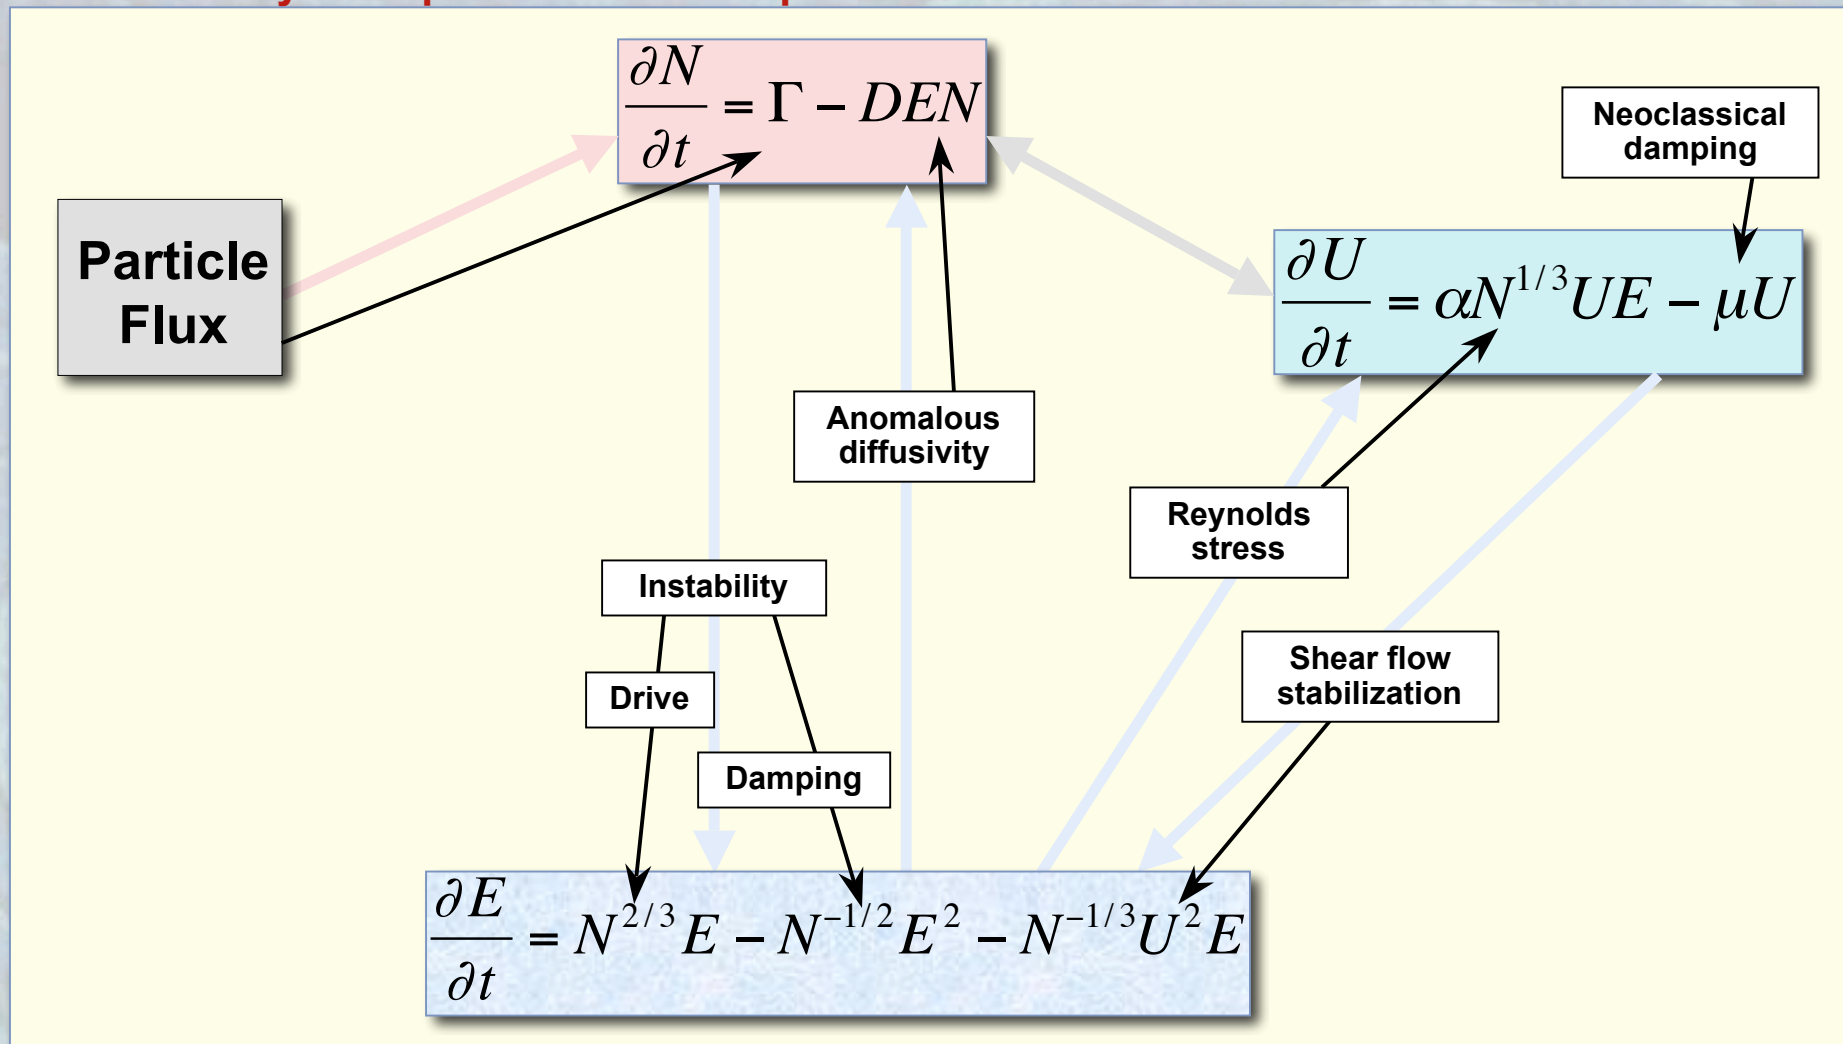 ∂N/∂t = Γ − DEN
Neoclassical
damping
Particle
Flux
∂U/∂t = αN^{1/3}UE − μU
Anomalous
diffusivity
Reynolds
stress
Instability
Shear flow
stabilization
Drive
Damping
∂E/∂t = N^{2/3}E − N^{−1/2}E^2 − N^{−1/3}U^2E